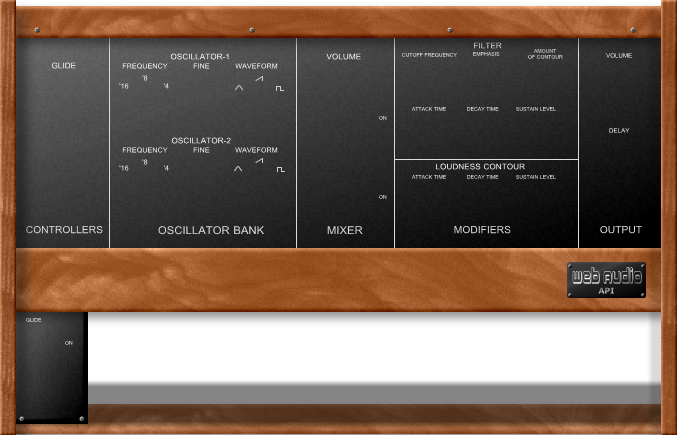 GLIDE
CONTROLLERS
OSCILLATOR-1
FREQUENCY FINE WAVEFORM
'16 '8 '4
OSCILLATOR-2
FREQUENCY FINE WAVEFORM
'16 '8 '4
OSCILLATOR BANK
VOLUME
ON
ON
MIXER
FILTER
CUTOFF FREQUENCY EMPHASIS AMOUNT
OF CONTOUR
ATTACK TIME DECAY TIME SUSTAIN LEVEL
LOUDNESS CONTOUR
ATTACK TIME DECAY TIME SUSTAIN LEVEL
MODIFIERS
VOLUME
DELAY
OUTPUT
web audio
API
GLIDE
ON